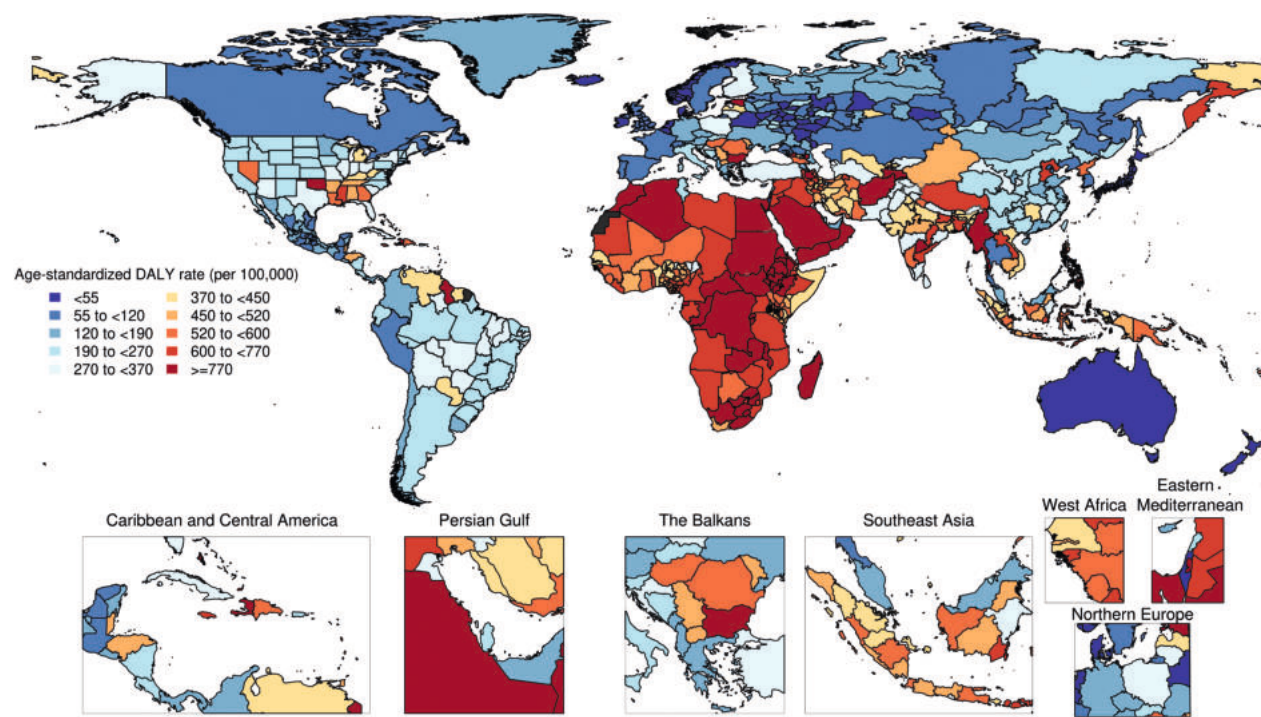 Age-standardized DALY rate (per 100,000)
<55
55 to <120
120 to <190
190 to <270
270 to <370
370 to <450
450 to <520
520 to <600
600 to <770
>=770
Caribbean and Central America
Persian Gulf
The Balkans
Southeast Asia
West Africa
Eastern
Mediterranean
Northern Europe